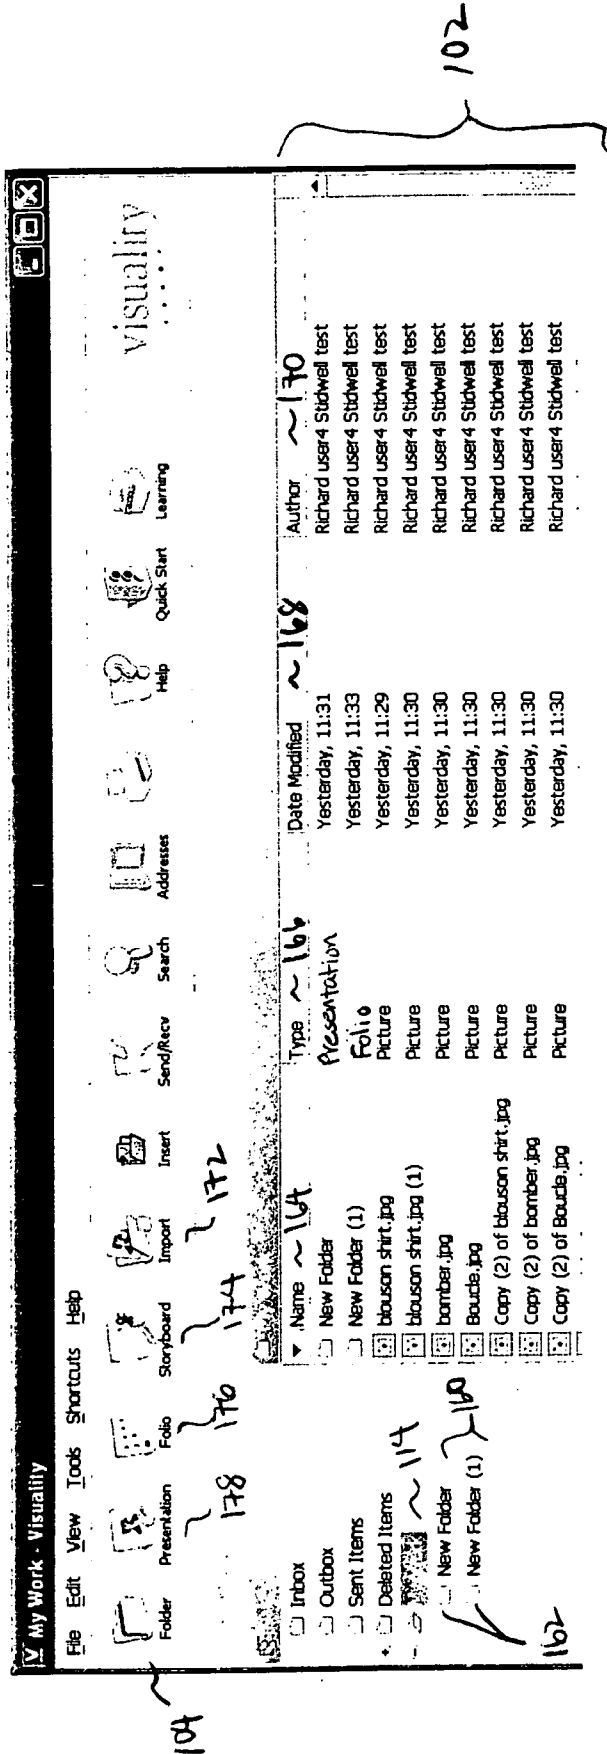 My Work - Visuality
File Edit View Tools Shortcuts Help
Folder Presentation Folio Storyboard Import Insert Send/Recv Search Addresses Help Quick Start Learning
visuality
104
178
176
174
172
102
Inbox
Outbox
Sent Items
Deleted Items
~ 114
New Folder
New Folder (1)
160
162
Name ~ 164 Type ~ 166 Date Modified ~ 168 Author ~ 170
New Folder Presentation Yesterday, 11:31 Richard user4 Stidwell test
New Folder (1) Folio Yesterday, 11:33 Richard user4 Stidwell test
blouson shirt.jpg Picture Yesterday, 11:29 Richard user4 Stidwell test
blouson shirt.jpg (1) Picture Yesterday, 11:30 Richard user4 Stidwell test
bomber.jpg Picture Yesterday, 11:30 Richard user4 Stidwell test
Boucle.jpg Picture Yesterday, 11:30 Richard user4 Stidwell test
Copy (2) of blouson shirt.jpg Picture Yesterday, 11:30 Richard user4 Stidwell test
Copy (2) of bomber.jpg Picture Yesterday, 11:30 Richard user4 Stidwell test
Copy (2) of Boucle.jpg Picture Yesterday, 11:30 Richard user4 Stidwell test